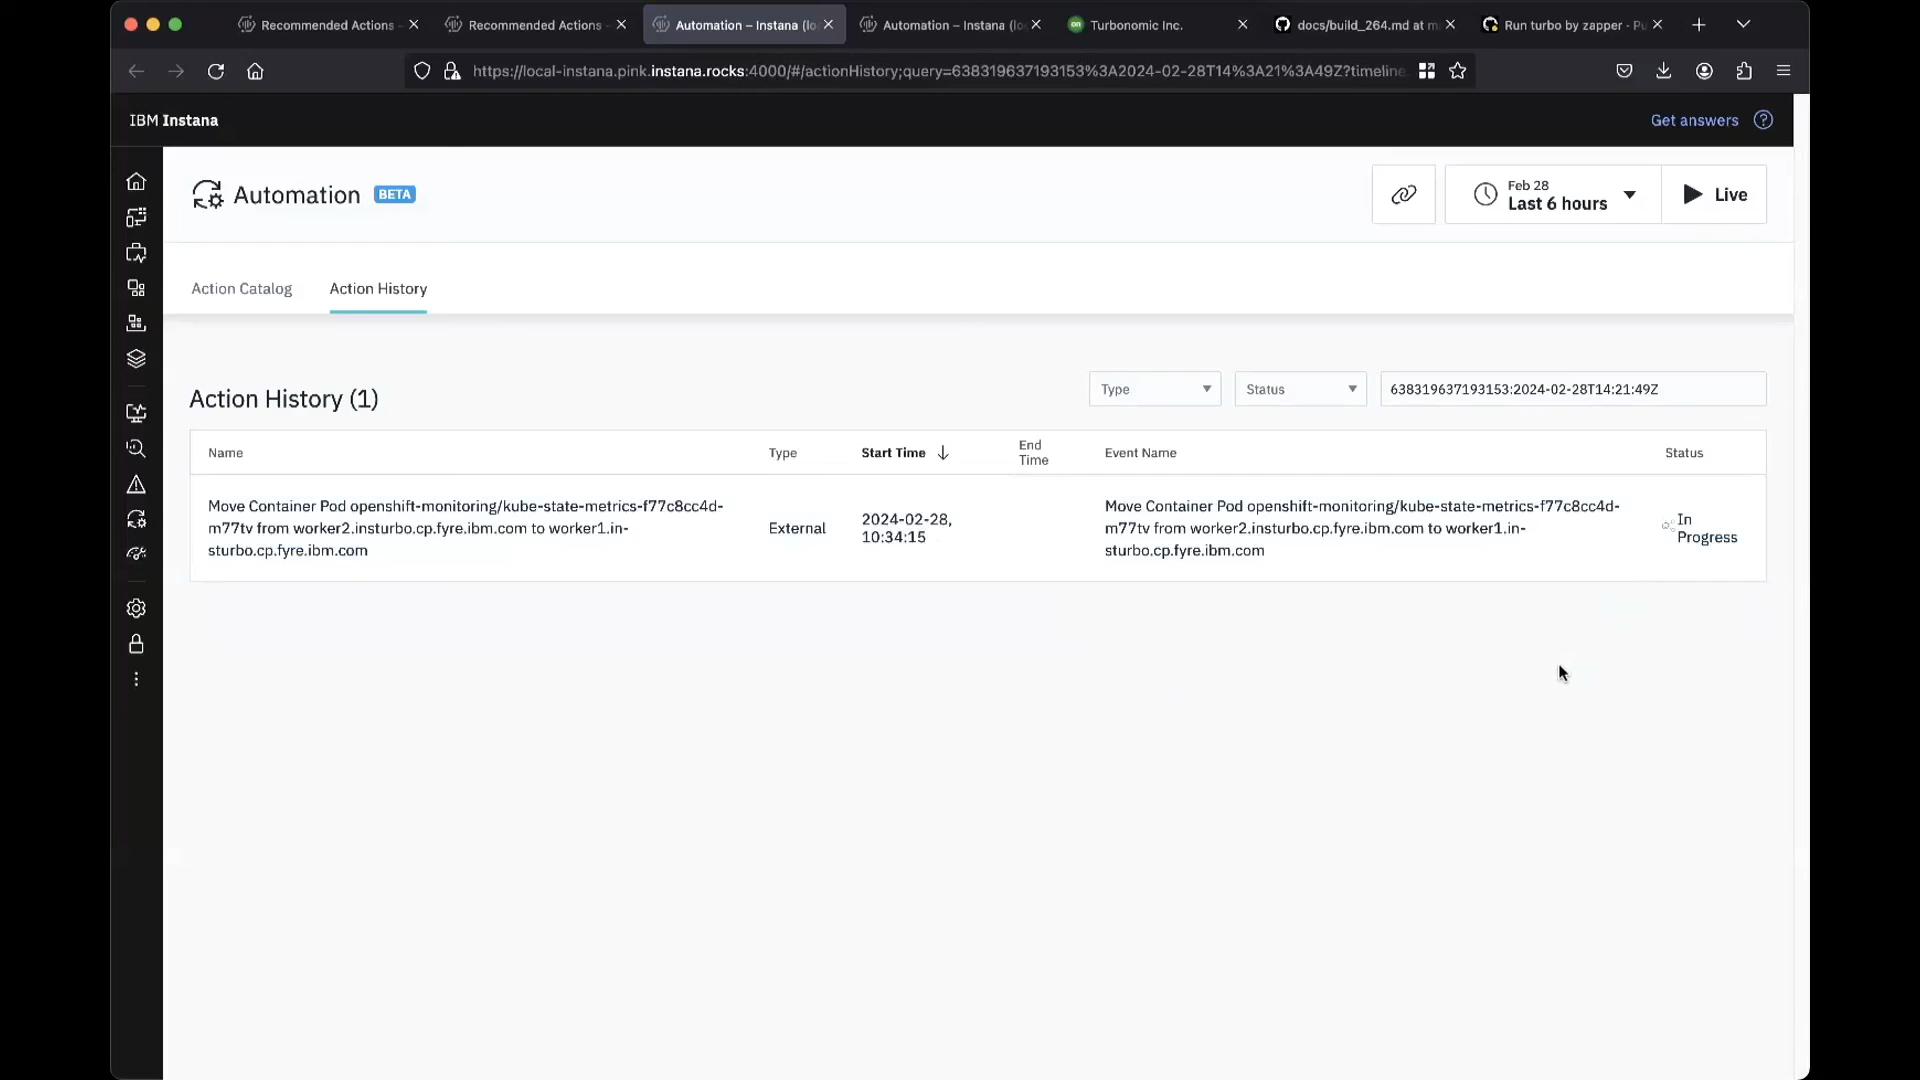 Recommended Actions -
Recommended Actions -
Automation – Instana (lo
Automation – Instana (lo
on
Turbonomic Inc.
docs/build_264.md at m
Run turbo by zapper · Pu
https://local-instana.pink.instana.rocks:4000/#/actionHistory;query=638319637193153%3A2024-02-28T14%3A21%3A49Z?timeline
IBM Instana
Get answers
Automation
BETA
Feb 28
Last 6 hours
Live
Action Catalog
Action History
Action History (1)
Type
Status
638319637193153:2024-02-28T14:21:49Z
Name
Type
Start Time
End
Time
Event Name
Status
Move Container Pod openshift-monitoring/kube-state-metrics-f77c8cc4d-
m77tv from worker2.insturbo.cp.fyre.ibm.com to worker1.in-
sturbo.cp.fyre.ibm.com
External
2024-02-28,
10:34:15
Move Container Pod openshift-monitoring/kube-state-metrics-f77c8cc4d-
m77tv from worker2.insturbo.cp.fyre.ibm.com to worker1.in-
sturbo.cp.fyre.ibm.com
In
Progress